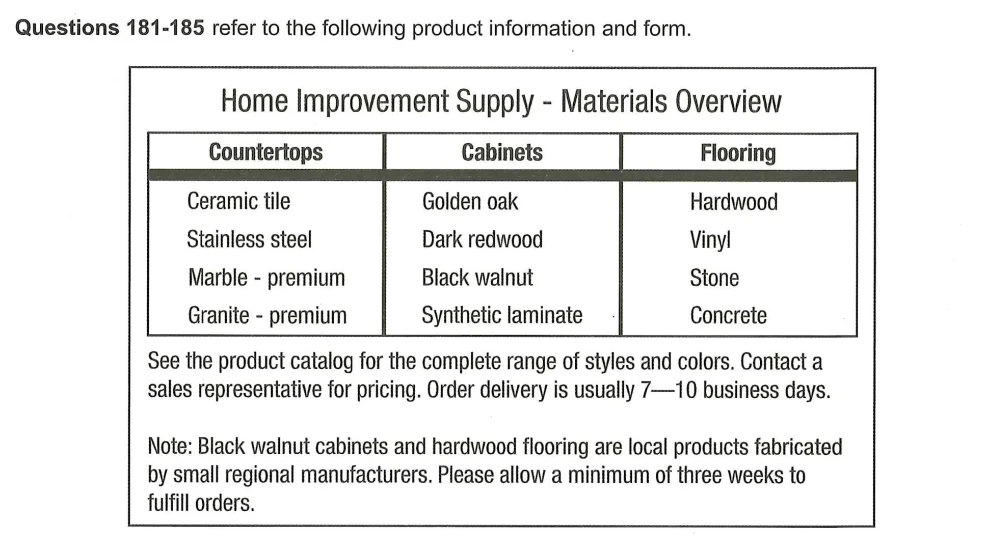 Questions 181-185 refer to the following product information and form.
Home Improvement Supply - Materials Overview
Countertops Cabinets Flooring
Ceramic tile Golden oak Hardwood
Stainless steel Dark redwood Vinyl
Marble - premium Black walnut Stone
Granite - premium Synthetic laminate Concrete
See the product catalog for the complete range of styles and colors. Contact a
sales representative for pricing. Order delivery is usually 7—10 business days.
Note: Black walnut cabinets and hardwood flooring are local products fabricated
by small regional manufacturers. Please allow a minimum of three weeks to
fulfill orders.